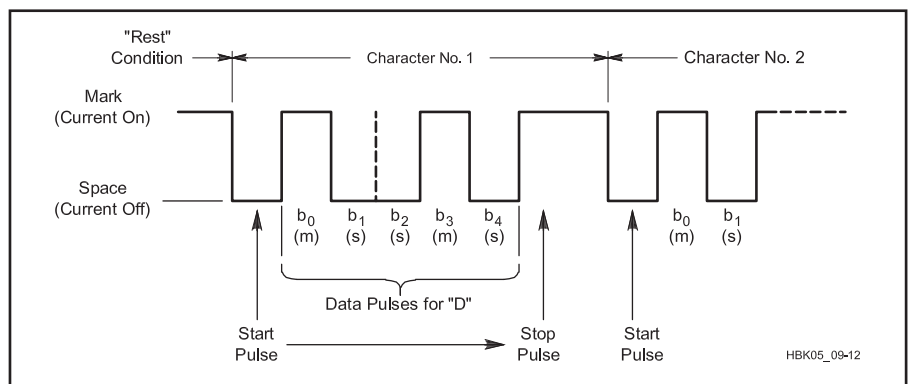 "Rest"
Condition
Character No. 1
Character No. 2
Mark
(Current On)
Space
(Current Off)
b0 b1 b2 b3 b4 b0 b1
(m) (s) (s) (m) (s) (m) (s)
Data Pulses for "D"
Start
Pulse
Stop
Pulse
Start
Pulse
HBK05_09-12